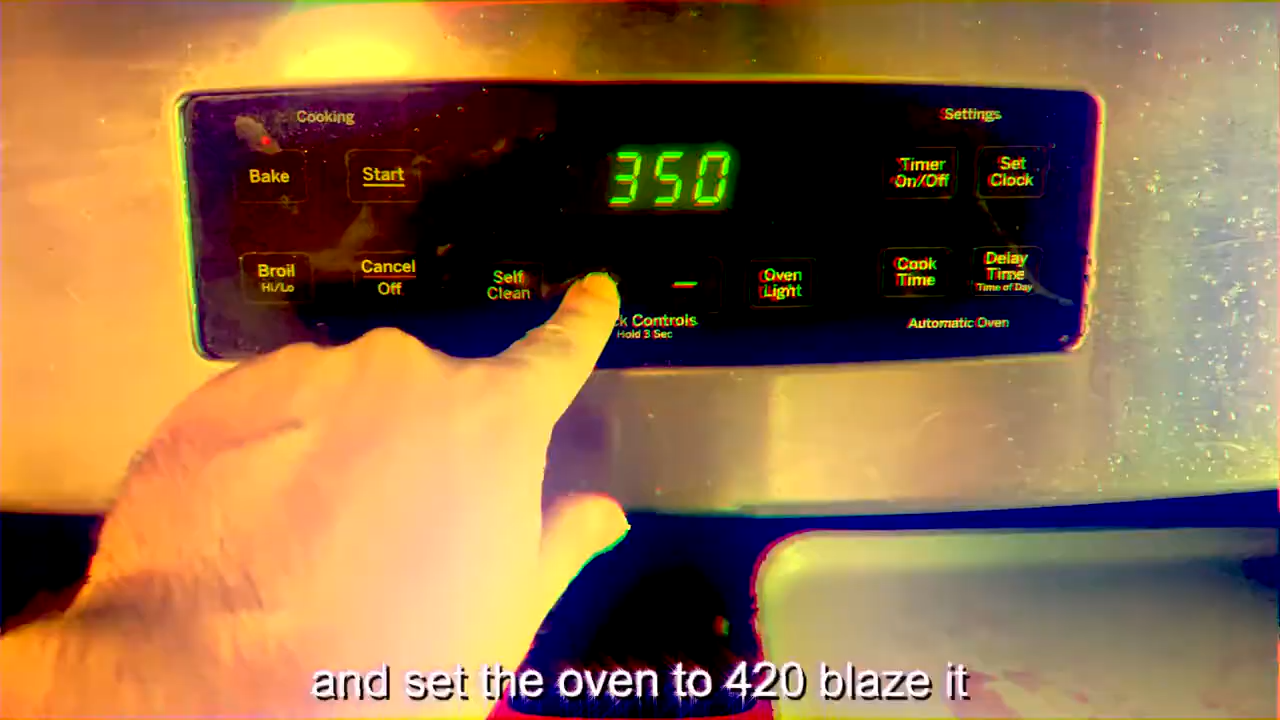 Cooking
Settings
Bake
Start
350
Timer
On/Off
Set
Clock
Broil
Hi/Lo
Cancel
Off
Self
Clean
—
Oven
Light
Cook
Time
Delay
Time
Time of Day
Controls
Hold 3 Sec
Automatic Oven
and set the oven to 420 blaze it